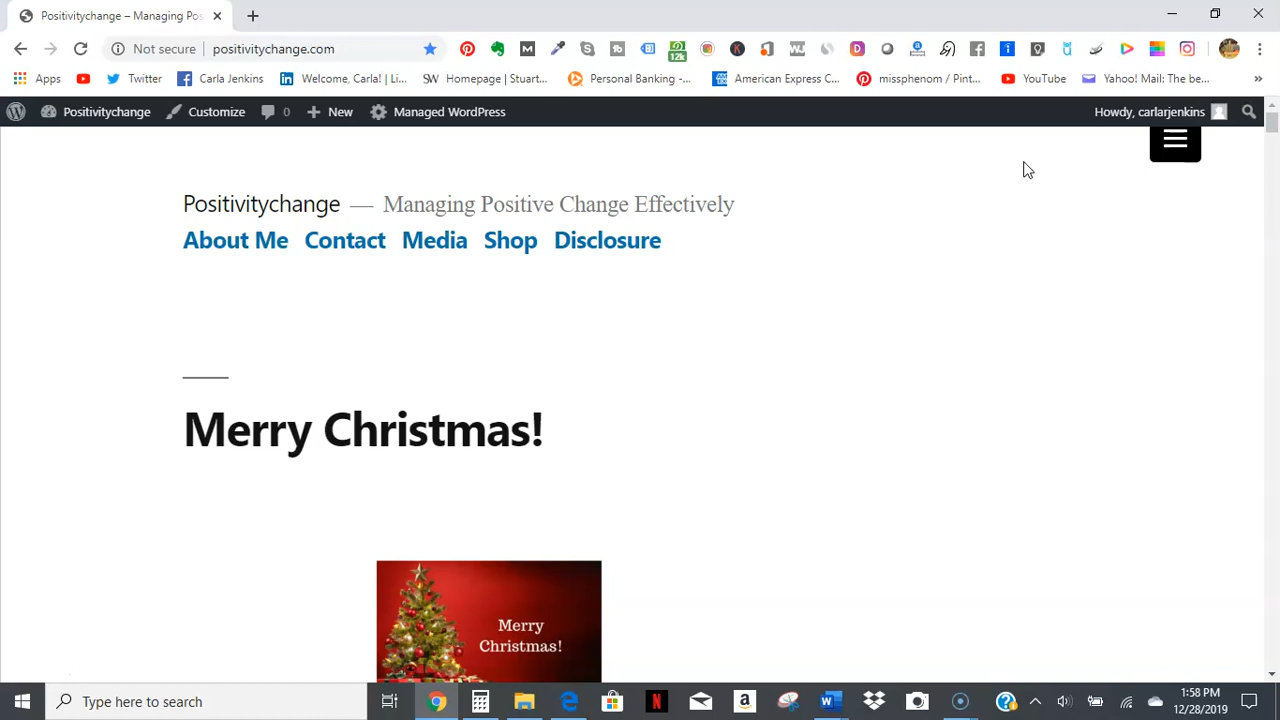 Positivitychange – Managing Pos
Not secure | positivitychange.com
12k
Apps Twitter Carla Jenkins Welcome, Carla! | Li... SW Homepage | Stuart... Personal Banking -... American Express C... missphenom / Pint... YouTube Yahoo! Mail: The be... »
Positivitychange Customize 0 New Managed WordPress Howdy, carlarjenkins
Positivitychange — Managing Positive Change Effectively
About Me Contact Media Shop Disclosure
Merry Christmas!
Merry
Christmas!
Type here to search
1:58 PM
12/28/2019